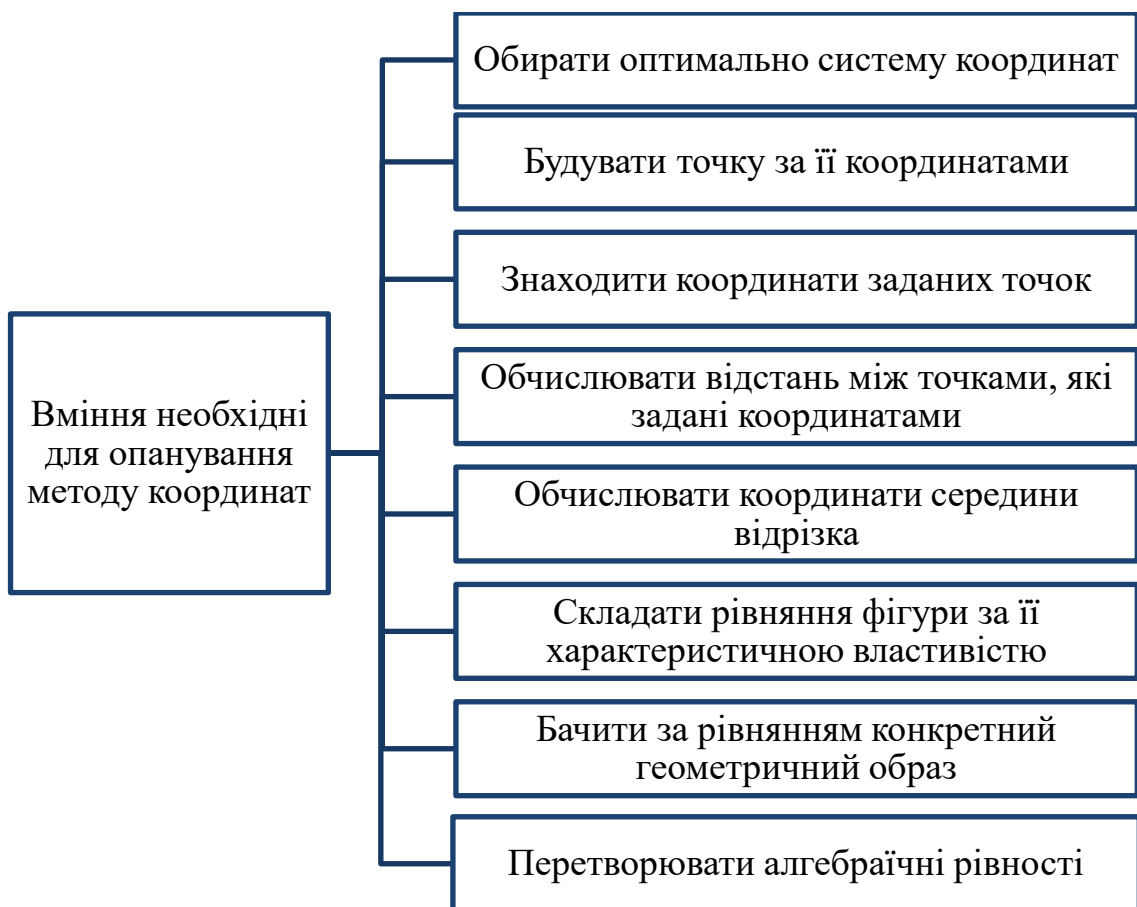 Обирати оптимально систему координат
Будувати точку за її координатами
Знаходити координати заданих точок
Вміння необхідні
для опанування
методу координат
Обчислювати відстань між точками, які
задані координатами
Обчислювати координати середини
відрізка
Складати рівняння фігури за її
характеристичною властивістю
Бачити за рівнянням конкретний
геометричний образ
Перетворювати алгебраїчні рівності